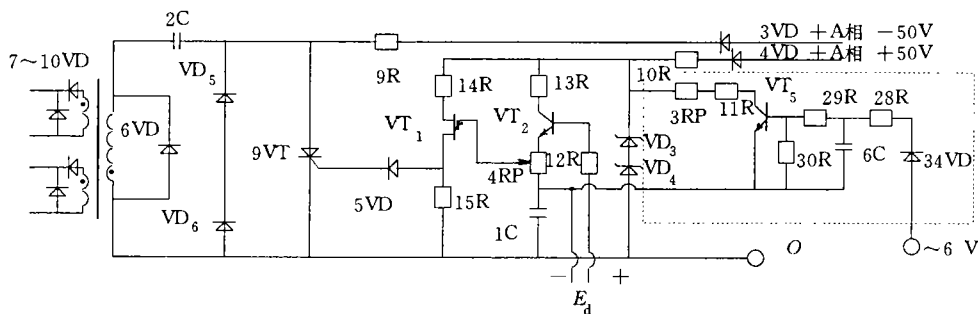 2C
3VD +A相 -50V
4VD +A相 +50V
7～10VD
VD5
9R
10R
14R
13R
VT5
3RP
11R
29R
28R
VT1
VT2
6VD
9VT
VD3
12R
4RP
VD4
30R
6C
34VD
5VD
15R
VD6
1C
－ ＋
O
～6 V
Ed